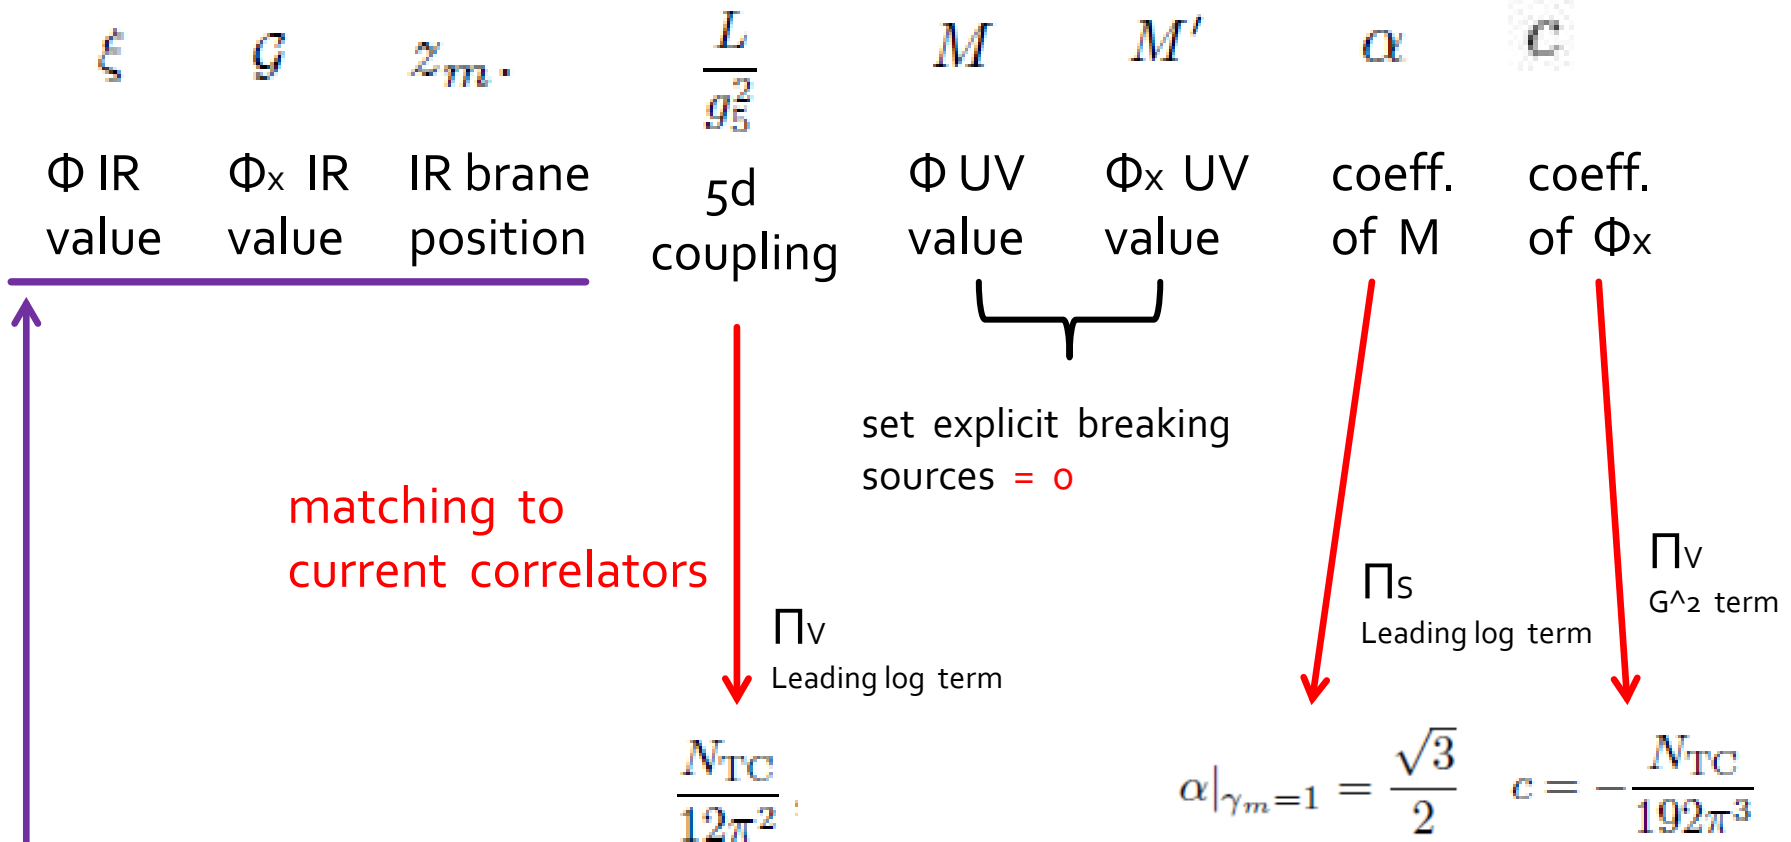 ξ 𝒢 z_m. L/g_5^2 M M′ α c
Φ IR Φx IR IR brane 5d Φ UV Φx UV coeff. coeff.
value value position coupling value value of M of Φx
set explicit breaking
sources = 0
matching to
current correlators
Πv
Leading log term
Πs
Leading log term
Πv
G^2 term
N_TC/12π^2
α|_{γ_m=1} = √3/2
c = −N_TC/192π^3